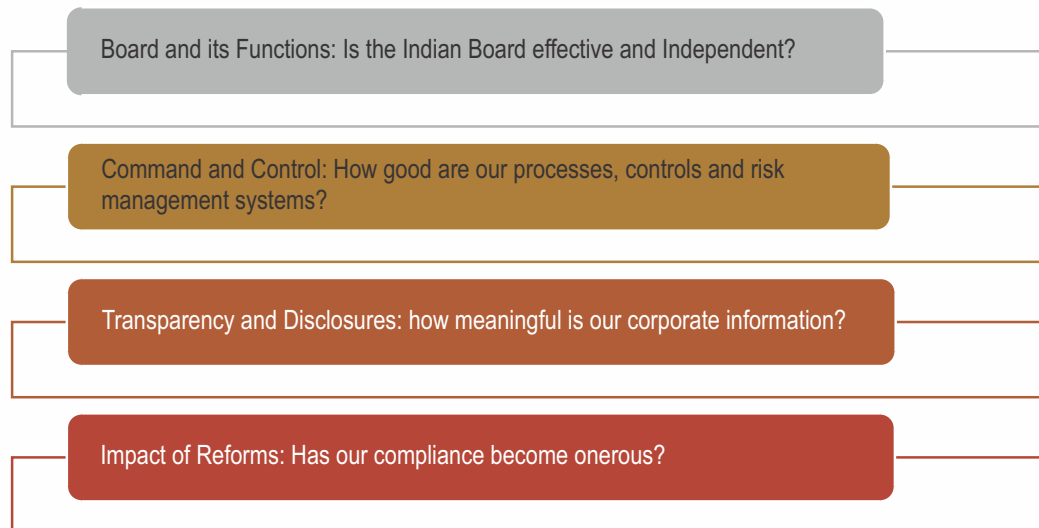 Board and its Functions: Is the Indian Board effective and Independent?
Command and Control: How good are our processes, controls and risk
management systems?
Transparency and Disclosures: how meaningful is our corporate information?
Impact of Reforms: Has our compliance become onerous?